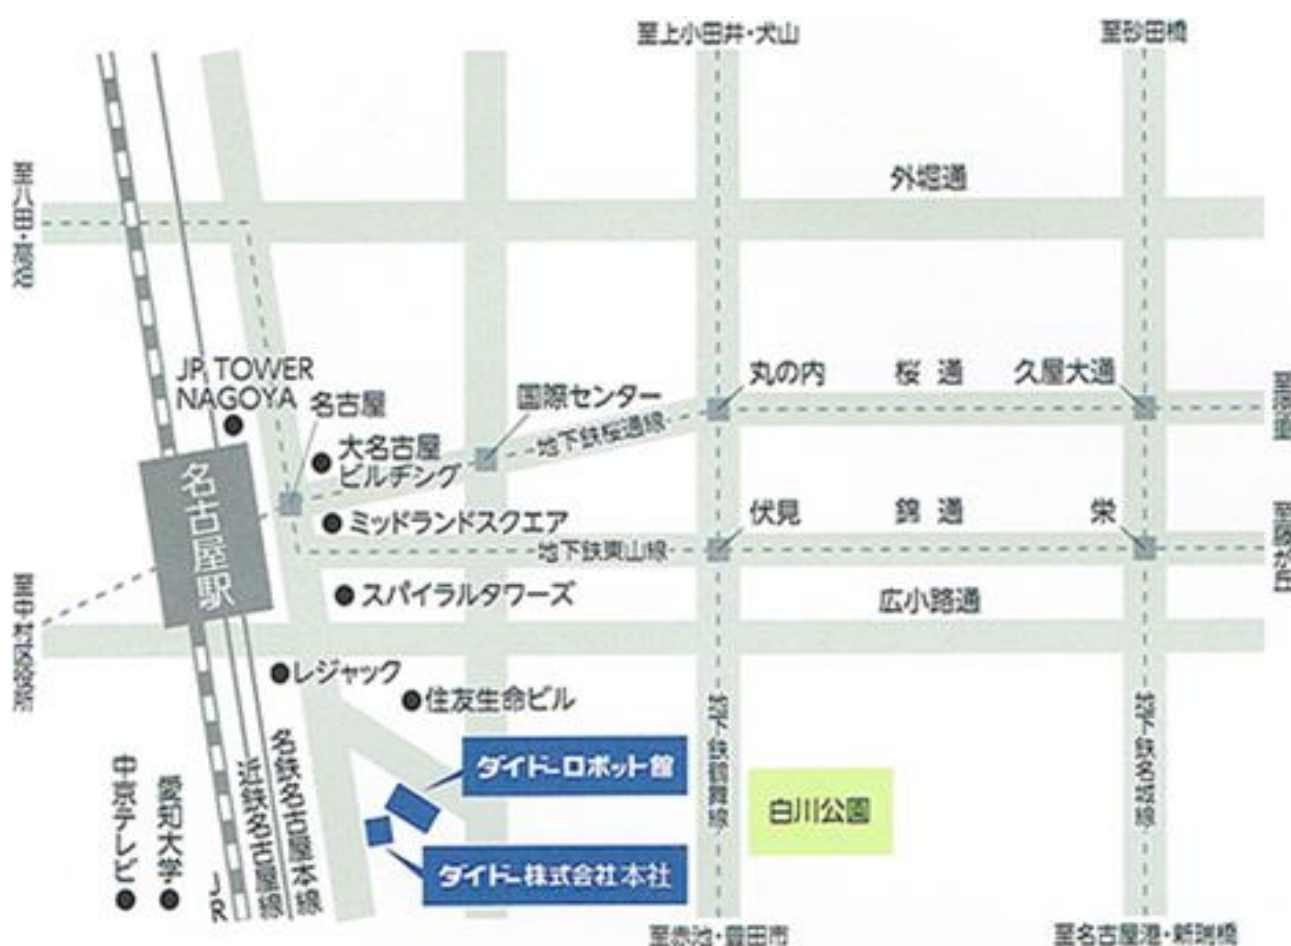 至上小田井・犬山
至砂田橋
外堀通
至八田・高畑
JP TOWER
NAGOYA
名古屋
国際センター
丸の内
桜通
久屋大通
大名古屋
ビルヂング
地下鉄桜通線
名古屋駅
ミッドランドスクエア
伏見
錦通
栄
地下鉄東山線
スパイラルタワーズ
広小路通
至中村区役所
レジャック
住友生命ビル
ダイドーロボット館
白川公園
ダイドー株式会社本社
中京テレビ
愛知大学
JR
近鉄名古屋線
名鉄名古屋本線
地下鉄鶴舞線
地下鉄名城線
至赤池・豊田市
至名古屋港・新瑞橋